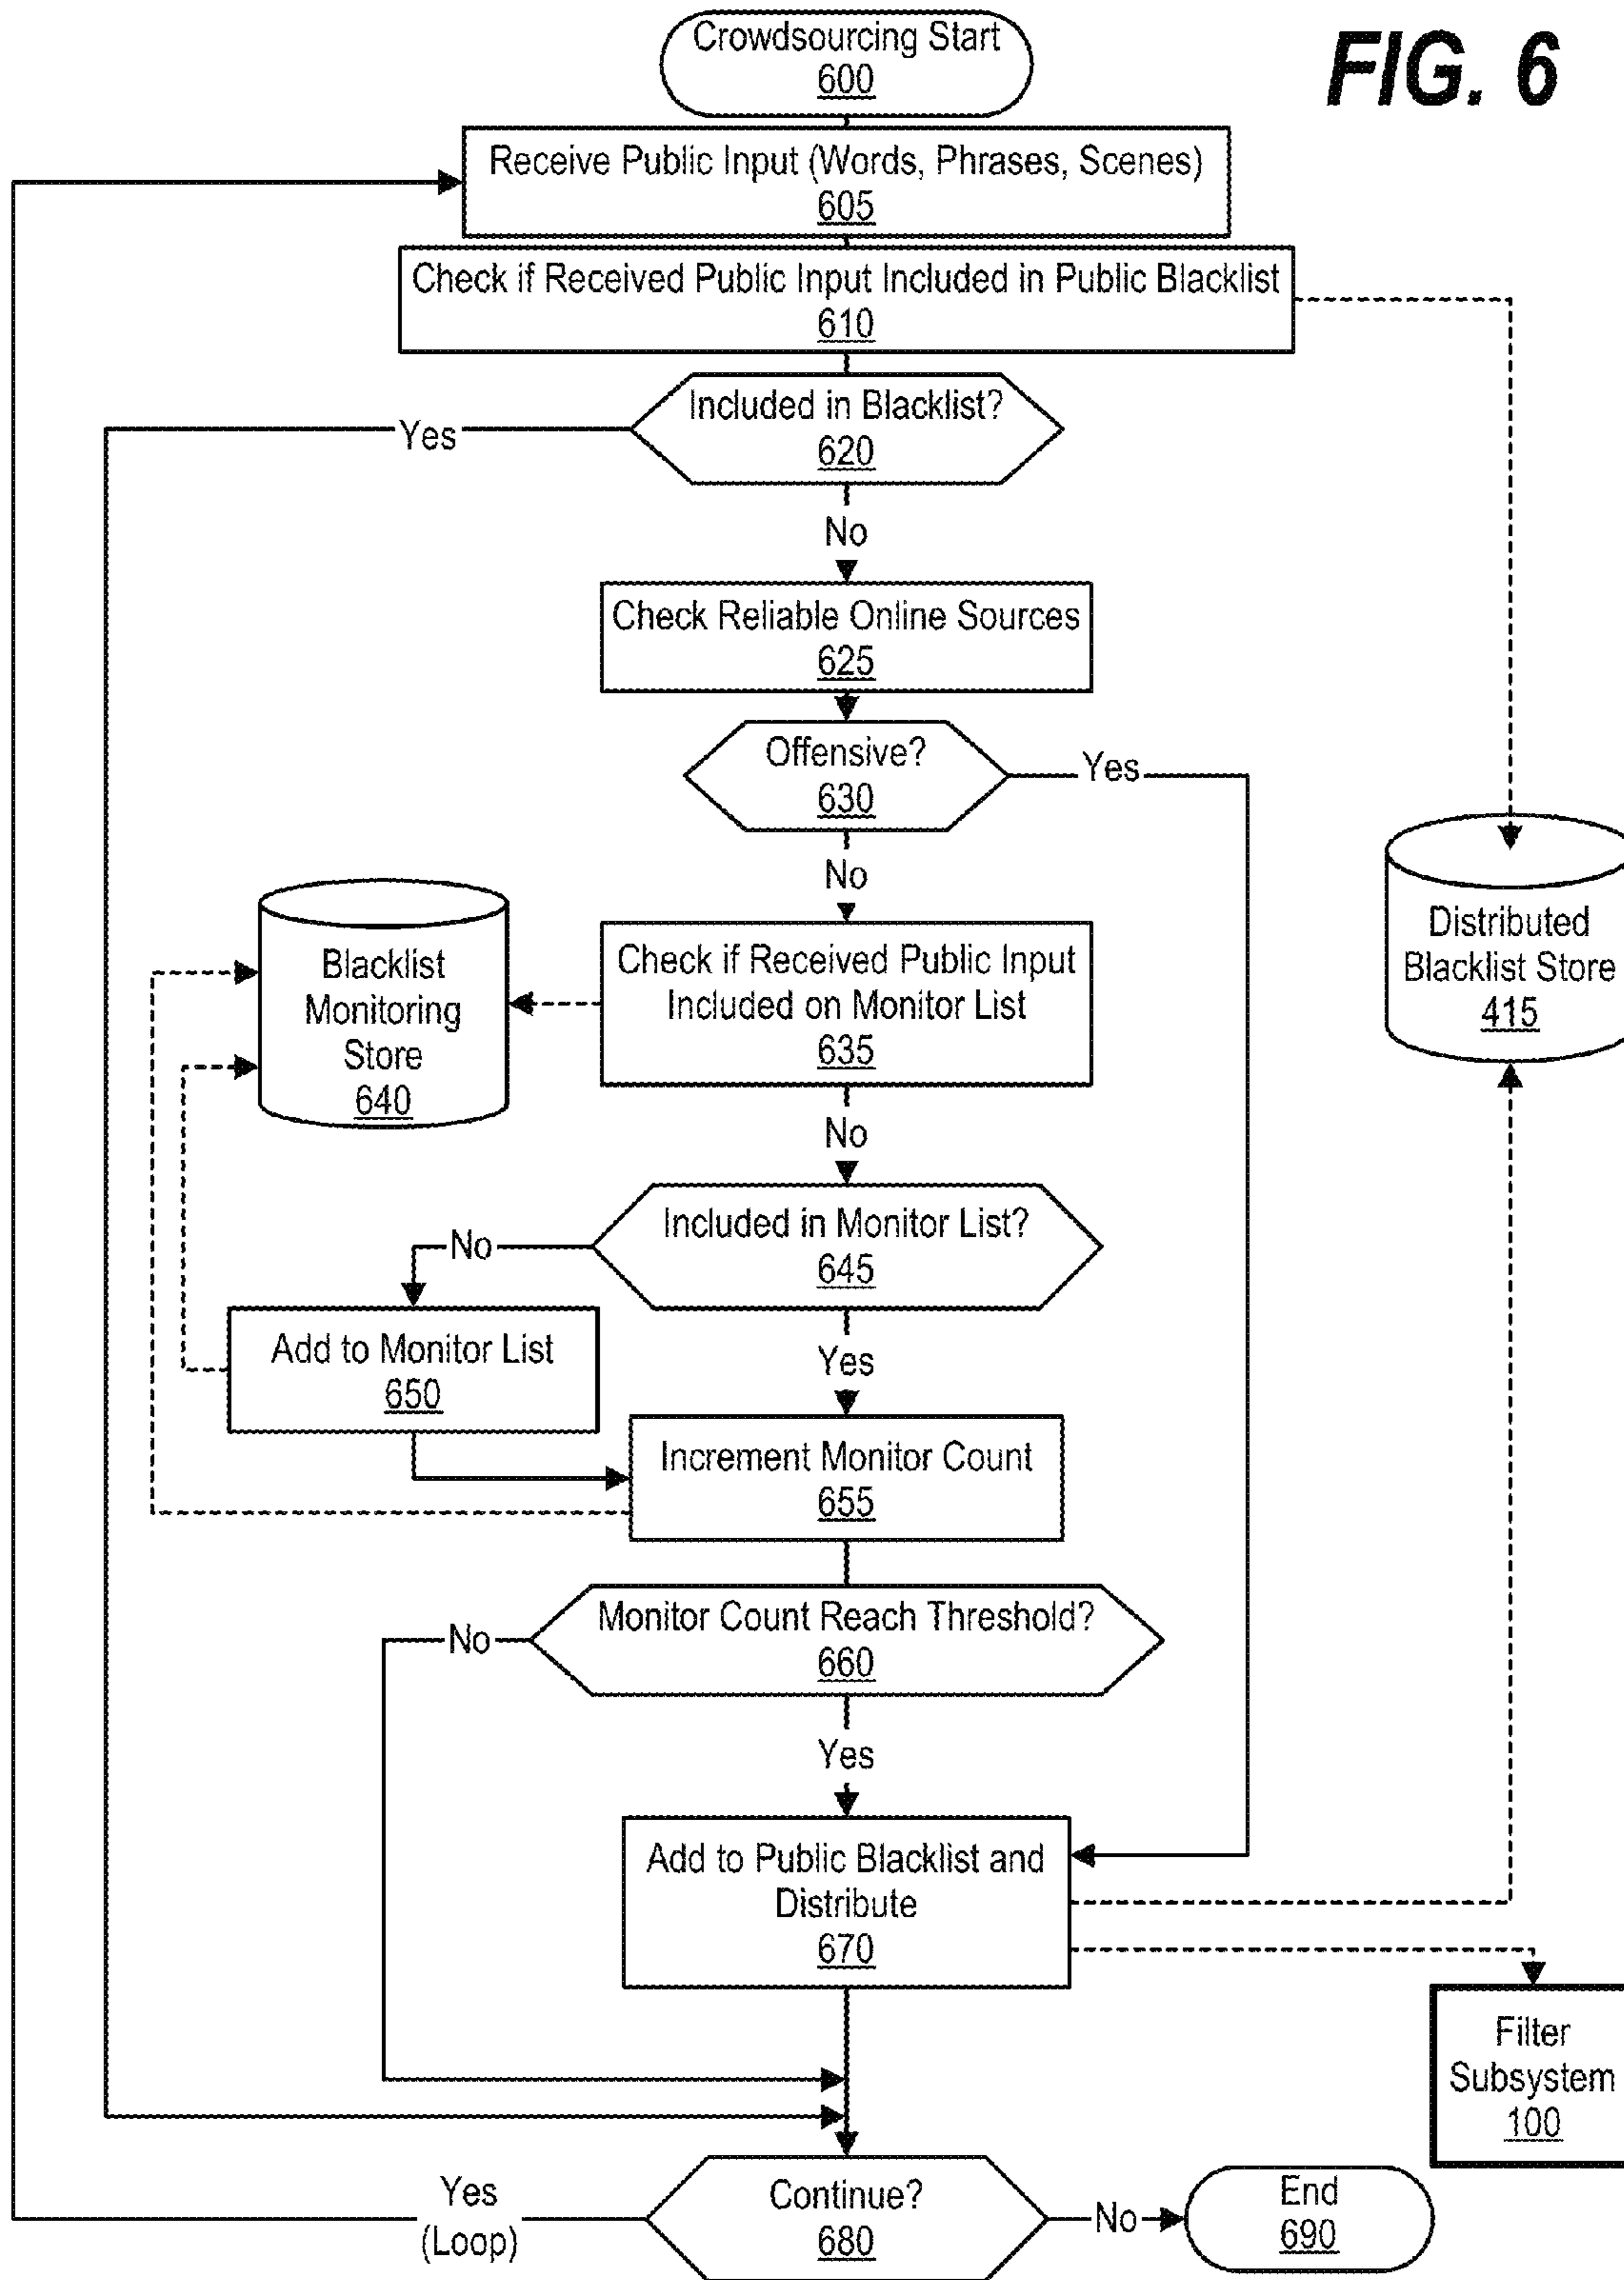 FIG. 6
Crowdsourcing Start
600
Receive Public Input (Words, Phrases, Scenes)
605
Check if Received Public Input Included in Public Blacklist
610
Included in Blacklist?
620
Yes
No
Check Reliable Online Sources
625
Offensive?
630
Yes
No
Distributed
Blacklist Store
415
Blacklist
Monitoring
Store
640
Check if Received Public Input
Included on Monitor List
635
No
Included in Monitor List?
645
No
Yes
Add to Monitor List
650
Increment Monitor Count
655
Monitor Count Reach Threshold?
660
No
Yes
Add to Public Blacklist and
Distribute
670
Filter
Subsystem
100
Continue?
680
Yes
(Loop)
No
End
690